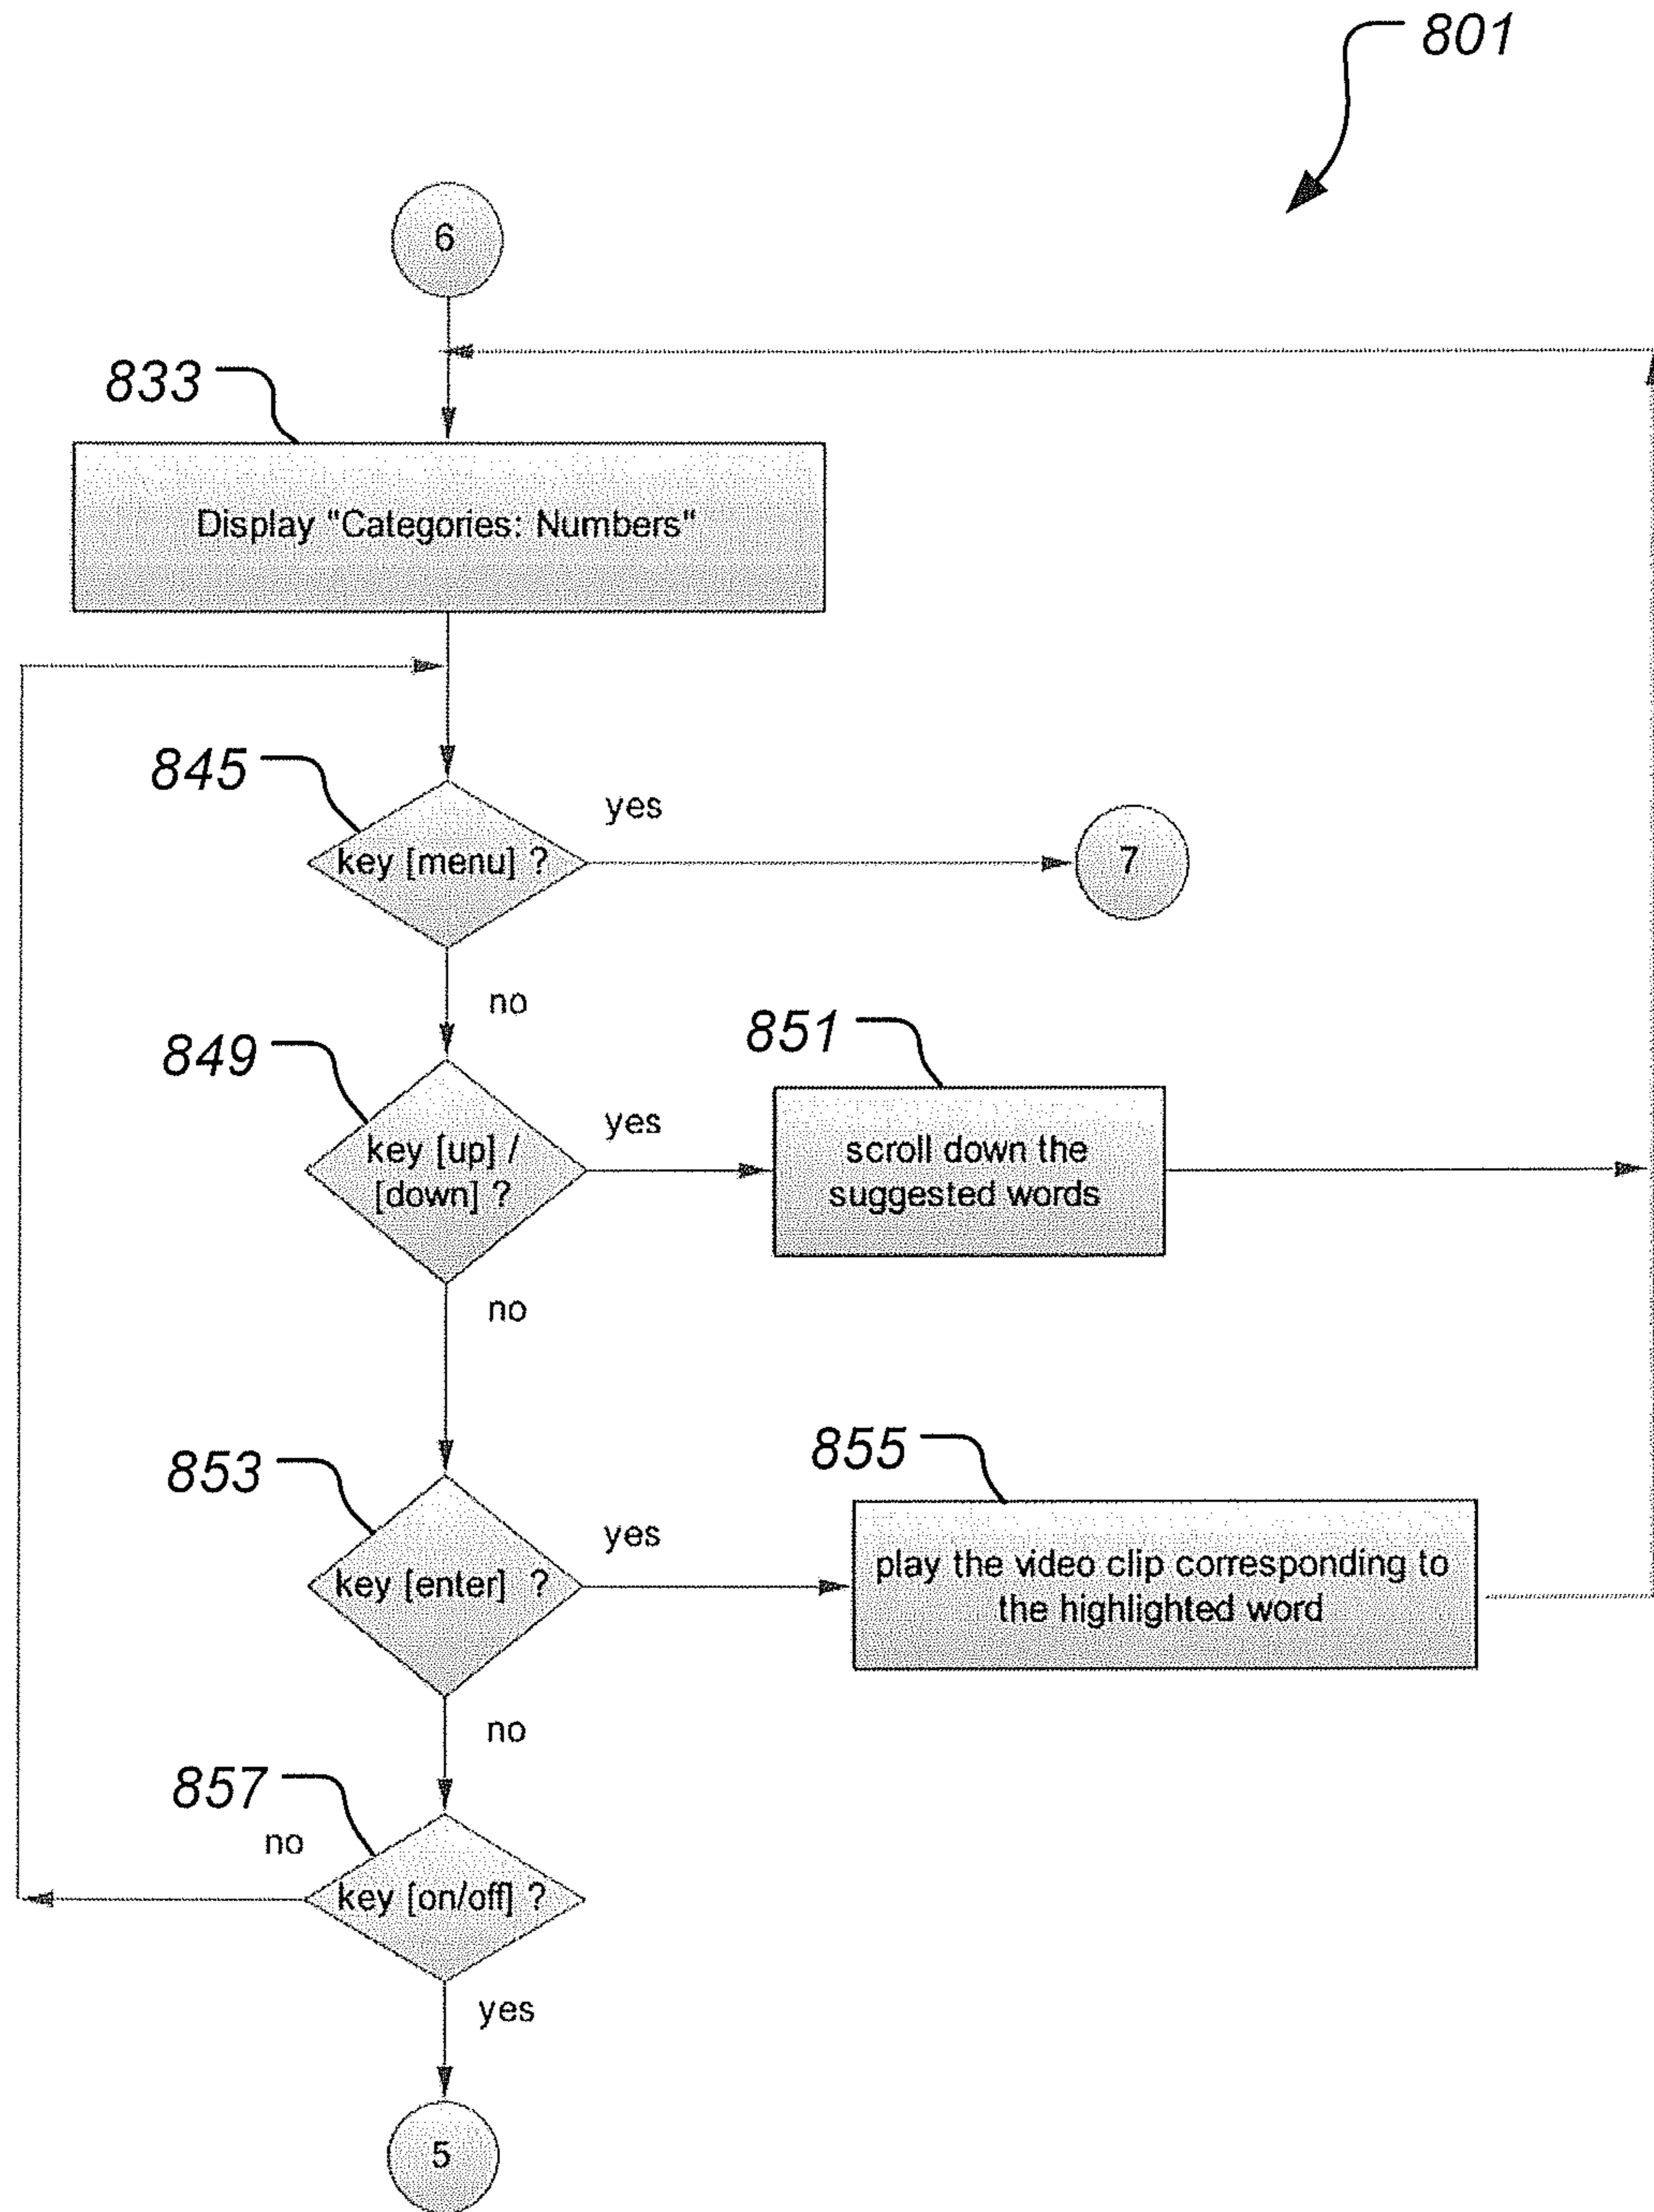 801
6
833
Display "Categories: Numbers"
845
yes
key [menu] ?
7
no
849
851
yes
key [up] /
[down] ?
scroll down the
suggested words
no
853
855
yes
key [enter] ?
play the video clip corresponding to
the highlighted word
no
857
no
key [on/off] ?
yes
5